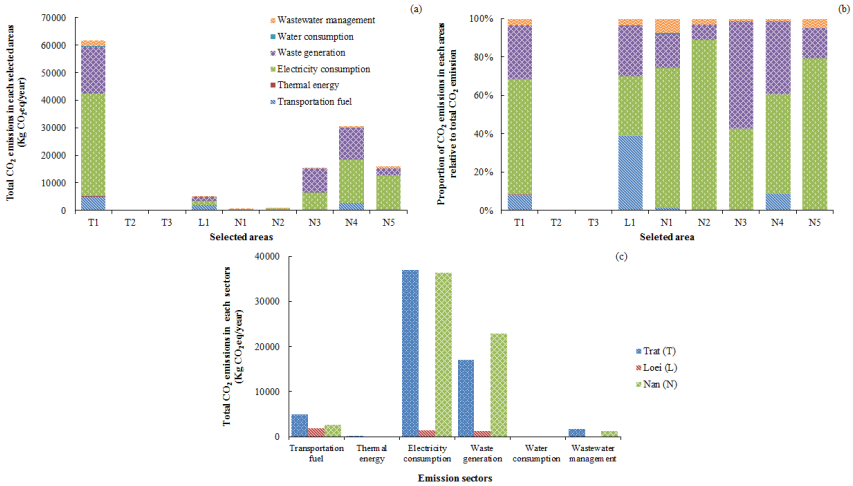 (a)
Total CO2 emissions in each selected areas
(Kg CO2eq/year)
70000
60000
50000
40000
30000
20000
10000
0
Wastewater management
Water consumption
Waste generation
Electricity consumption
Thermal energy
Transportation fuel
T1 T2 T3 L1 N1 N2 N3 N4 N5
Selected areas
(b)
Proportion of CO2 emissions in each areas
relative to total CO2 emission
100%
80%
60%
40%
20%
0%
T1 T2 T3 L1 N1 N2 N3 N4 N5
Seleted area
(c)
Total CO2 emissions in each sectors
(Kg CO2eq/year)
40000
30000
20000
10000
0
Trat (T)
Loei (L)
Nan (N)
Transportation Thermal Electricity Waste Water Wastewater
fuel energy consumption generation consumption management
Emission sectors